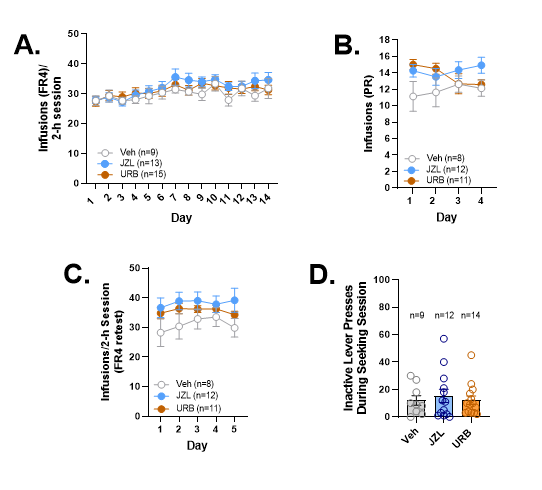 A.
Infusions (FR4)/
2-h session
50
40
30
20
10
0
Veh (n=9)
JZL (n=13)
URB (n=15)
1 2 3 4 5 6 7 8 9 10 11 12 13 14
Day
B.
Infusions (PR)
18
16
14
12
10
8
6
4
2
0
Veh (n=8)
JZL (n=12)
URB (n=11)
1 2 3 4
Day
C.
Infusions/2-h Session
(FR4 retest)
50
40
30
20
10
0
Veh (n=8)
JZL (n=12)
URB (n=11)
1 2 3 4 5
Day
D.
Inactive Lever Presses
During Seeking Session
100
80
60
40
20
0
n=9 n=12 n=14
Veh JZL URB